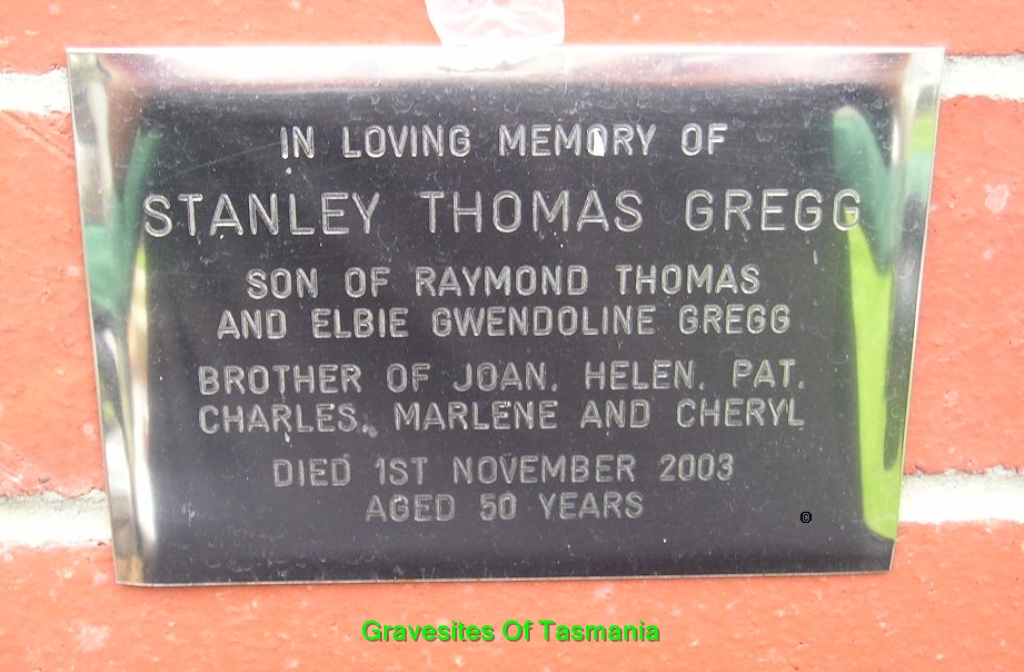 IN LOVING MEMORY OF
STANLEY THOMAS GREGG
SON OF RAYMOND THOMAS
AND ELBIE GWENDOLINE GREGG
BROTHER OF JOAN, HELEN, PAT,
CHARLES, MARLENE AND CHERYL
DIED 1ST NOVEMBER 2003
AGED 50 YEARS
©
Gravesites Of Tasmania